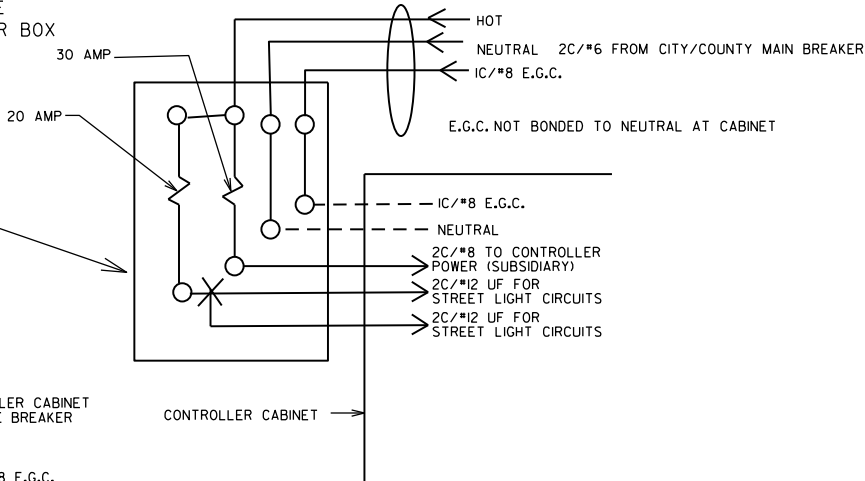 E
R BOX
HOT
30 AMP
NEUTRAL 2C/#6 FROM CITY/COUNTY MAIN BREAKER
IC/#8 E.G.C.
20 AMP
E.G.C. NOT BONDED TO NEUTRAL AT CABINET
IC/#8 E.G.C.
NEUTRAL
2C/#8 TO CONTROLLER
POWER (SUBSIDIARY)
2C/#12 UF FOR
STREET LIGHT CIRCUITS
2C/#12 UF FOR
STREET LIGHT CIRCUITS
LER CABINET
E BREAKER
CONTROLLER CABINET
8 E.G.C.